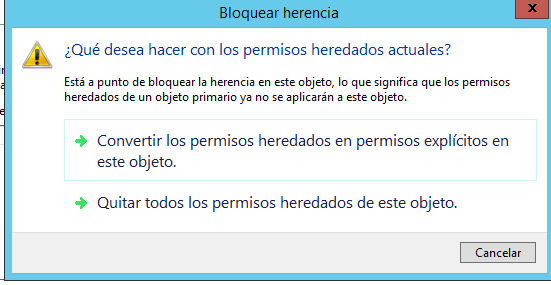 Bloquear herencia
¿Qué desea hacer con los permisos heredados actuales?
Está a punto de bloquear la herencia en este objeto, lo que significa que los permisos
heredados de un objeto primario ya no se aplicarán a este objeto.
Convertir los permisos heredados en permisos explícitos en
este objeto.
Quitar todos los permisos heredados de este objeto.
Cancelar